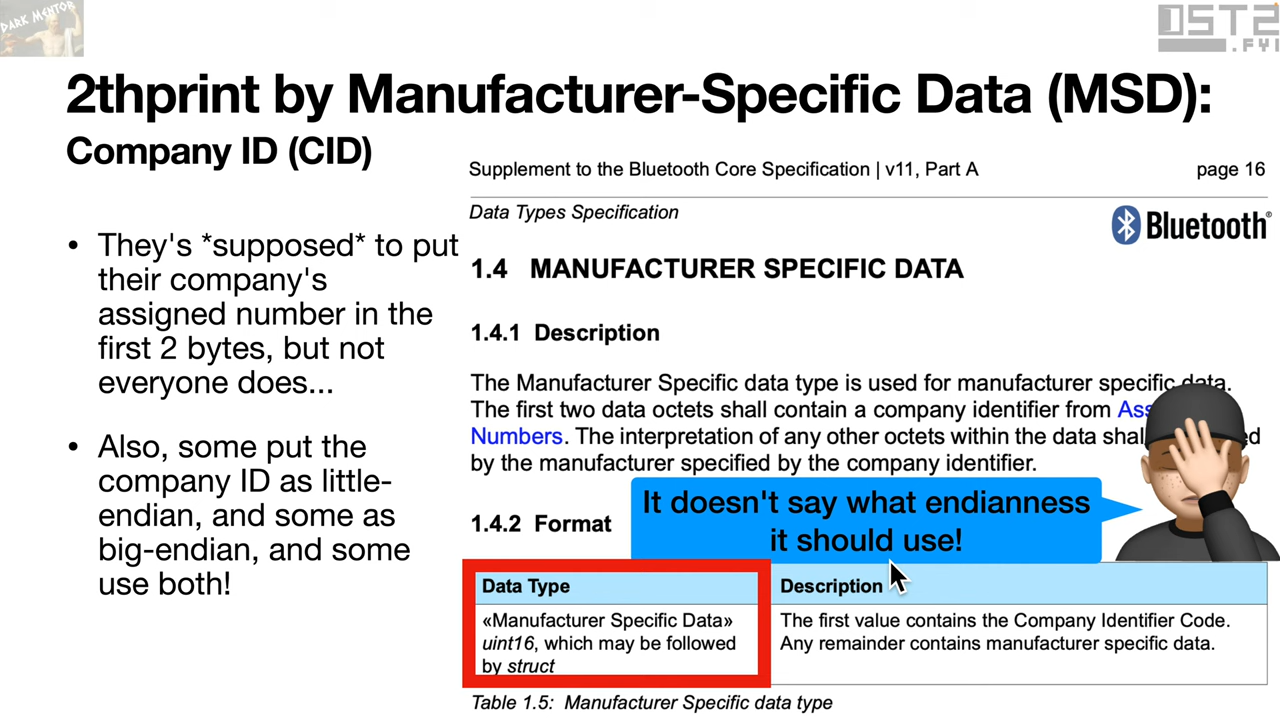 DARK MENTOR
OST2
.FYI
2thprint by Manufacturer-Specific Data (MSD):
Company ID (CID)
• They's *supposed* to put
their company's
assigned number in the
first 2 bytes, but not
everyone does...
• Also, some put the
company ID as little-
endian, and some as
big-endian, and some
use both!
Supplement to the Bluetooth Core Specification | v11, Part A page 16
Data Types Specification
Bluetooth®
1.4 MANUFACTURER SPECIFIC DATA
1.4.1 Description
The Manufacturer Specific data type is used for manufacturer specific data.
The first two data octets shall contain a company identifier from Ass
Numbers. The interpretation of any other octets within the data shal ed
by the manufacturer specified by the company identifier.
It doesn't say what endianness
it should use!
1.4.2 Format
Data Type Description
«Manufacturer Specific Data» The first value contains the Company Identifier Code.
uint16, which may be followed Any remainder contains manufacturer specific data.
by struct
Table 1.5: Manufacturer Specific data type